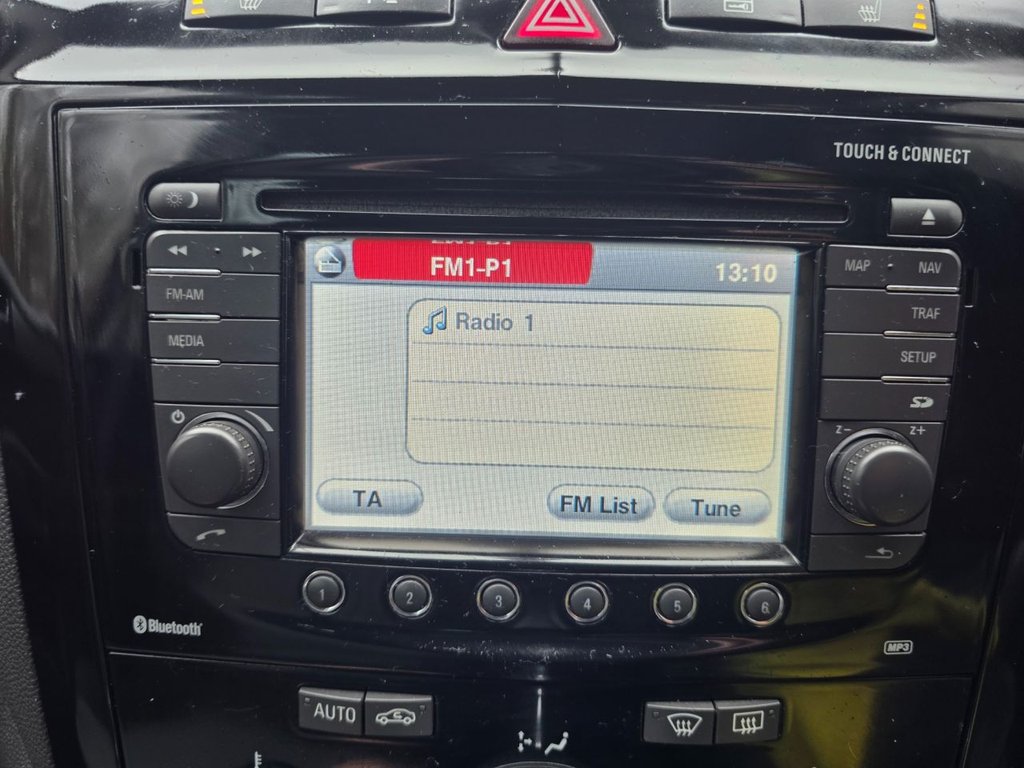 TOUCH & CONNECT
FM1-P1
13:10
MAP NAV
FM-AM
TRAF
Radio 1
MEDIA
SETUP
SD
z- z+
TA
FM List
Tune
1 2 3 4 5 6
Bluetooth
MP3
AUTO